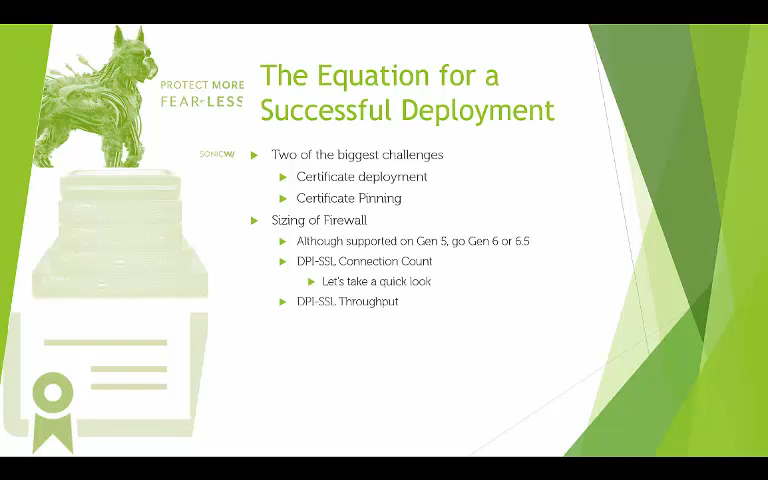 PROTECT MORE
FEAR LESS
SONICW
The Equation for a
Successful Deployment
Two of the biggest challenges
Certificate deployment
Certificate Pinning
Sizing of Firewall
Although supported on Gen 5, go Gen 6 or 6.5
DPI-SSL Connection Count
Let's take a quick look
DPI-SSL Throughput